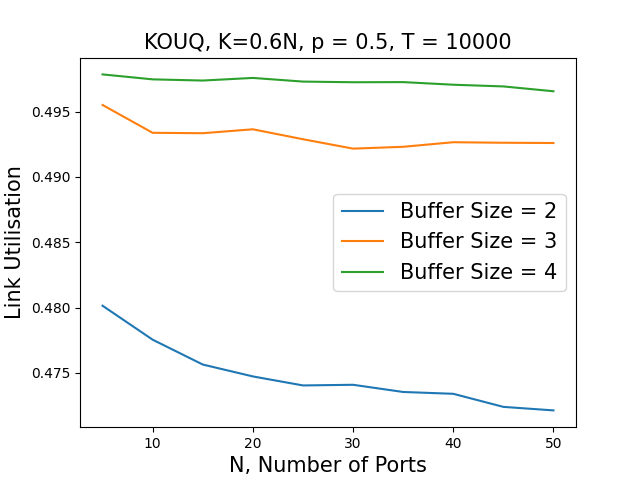 KOUQ, K=0.6N, p = 0.5, T = 10000
Link Utilisation
0.495
0.490
0.485
0.480
0.475
Buffer Size = 2
Buffer Size = 3
Buffer Size = 4
10 20 30 40 50
N, Number of Ports